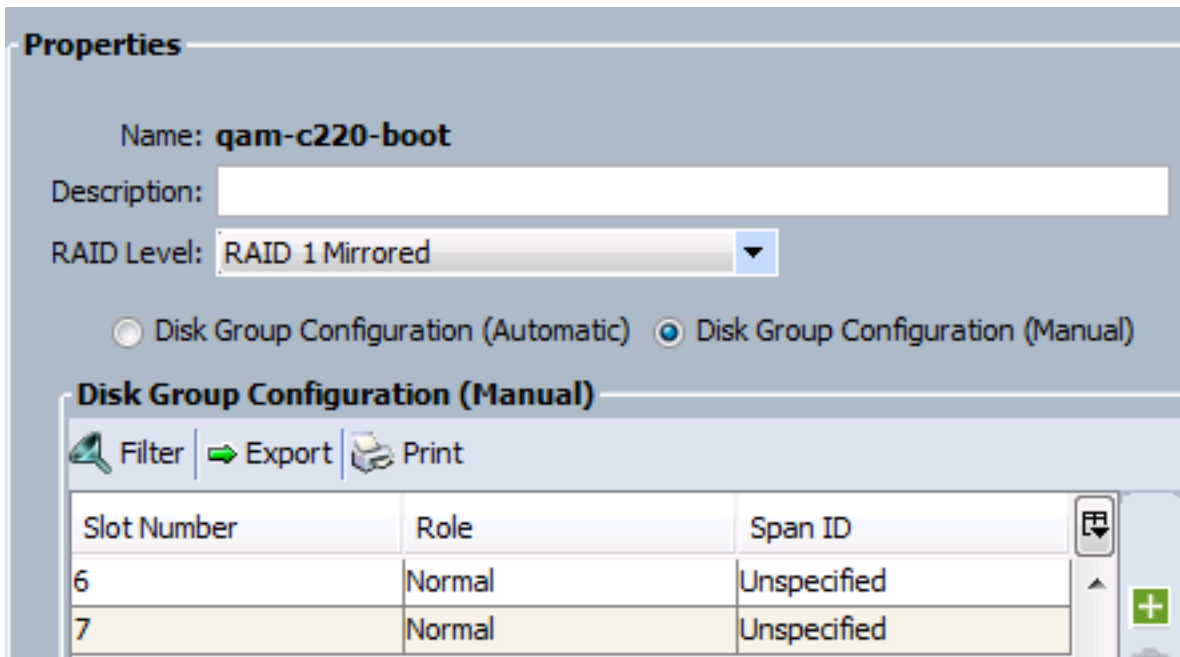 Properties
Name: qam-c220-boot
Description:
RAID Level: RAID 1 Mirrored
Disk Group Configuration (Automatic) Disk Group Configuration (Manual)
Disk Group Configuration (Manual)
Filter Export Print
Slot Number Role Span ID
6 Normal Unspecified
7 Normal Unspecified